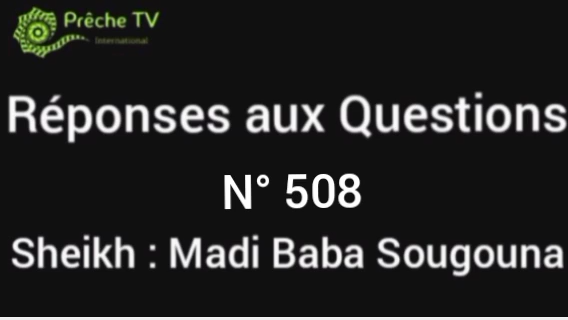 Prêche TV
International
Réponses aux Questions
N° 508
Sheikh : Madi Baba Sougouna